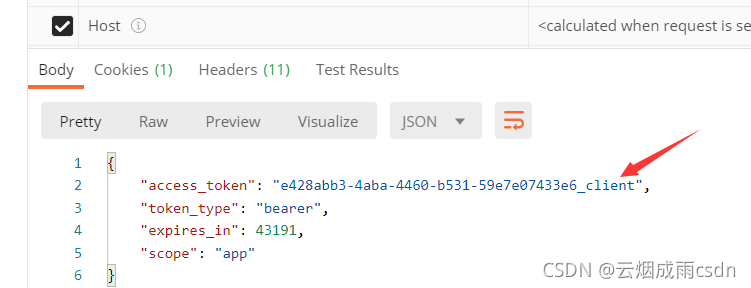 Host <calculated when request is se
Body Cookies (1) Headers (11) Test Results
Pretty Raw Preview Visualize JSON
1 {
2 "access_token": "e428abb3-4aba-4460-b531-59e7e07433e6_client",
3 "token_type": "bearer",
4 "expires_in": 43191,
5 "scope": "app"
6 }
CSDN @云烟成雨csdn